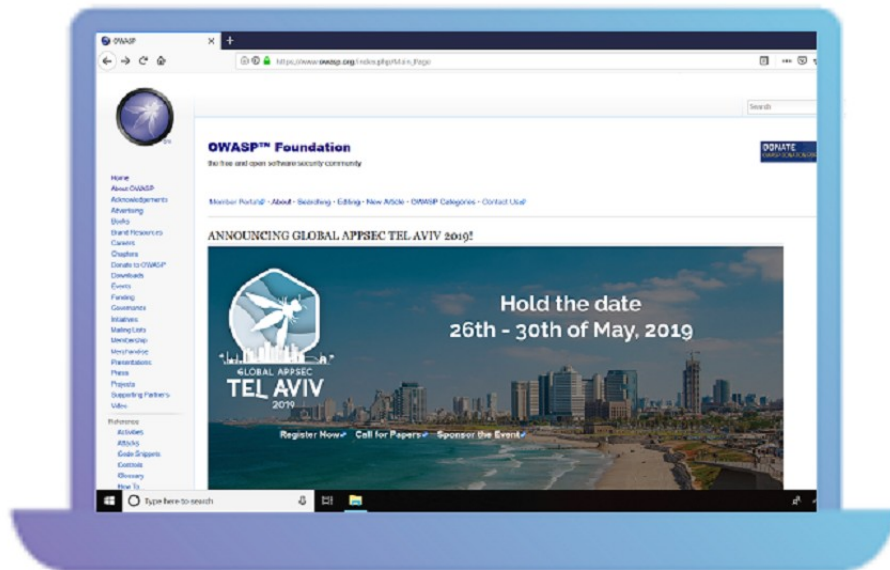 OWASP
https://www.owasp.org/index.php/Main_Page
Search
OWASP™ Foundation
the free and open software security community
DONATE
Home
About OWASP
Acknowledgements
Advertising
Books
Brand Resources
Careers
Chapters
Donate to OWASP
Downloads
Events
Funding
Governance
Initiatives
Mailing Lists
Membership
Merchandise
Presentations
Press
Projects
Supporting Partners
Video
Reference
Activities
Attacks
Code Snippets
Controls
Glossary
How To...
Member Portal - About - Searching - Editing - New Article - OWASP Categories - Contact Us
ANNOUNCING GLOBAL APPSEC TEL AVIV 2019!
GLOBAL APPSEC
TEL AVIV
2019
Hold the date
26th - 30th of May, 2019
Register Now Call for Papers Sponsor the Event
Type here to search